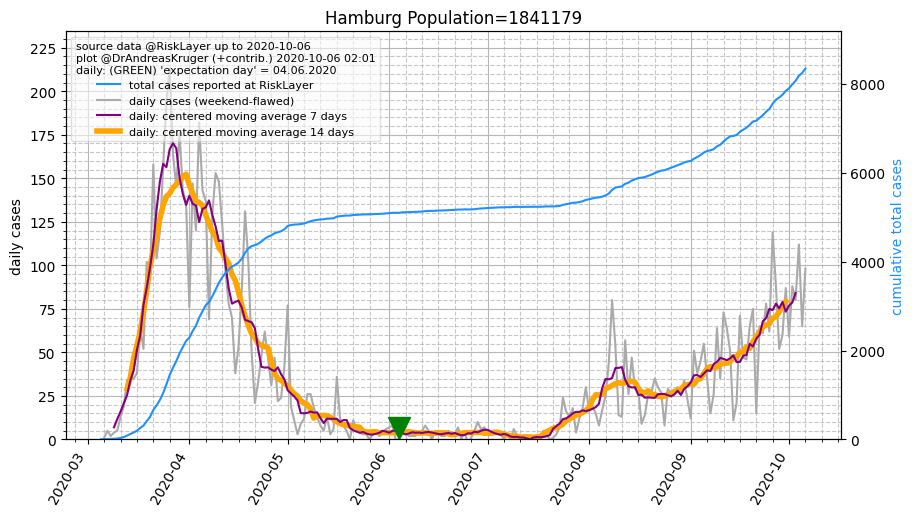 Hamburg Population=1841179
source data @RiskLayer up to 2020-10-06
plot @DrAndreasKruger (+contrib.) 2020-10-06 02:01
daily: (GREEN) 'expectation day' = 04.06.2020
total cases reported at RiskLayer
daily cases (weekend-flawed)
daily: centered moving average 7 days
daily: centered moving average 14 days
daily cases
225
200
175
150
125
100
75
50
25
0
8000
6000
4000
2000
0
cumulative total cases
2020-03
2020-04
2020-05
2020-06
2020-07
2020-08
2020-09
2020-10